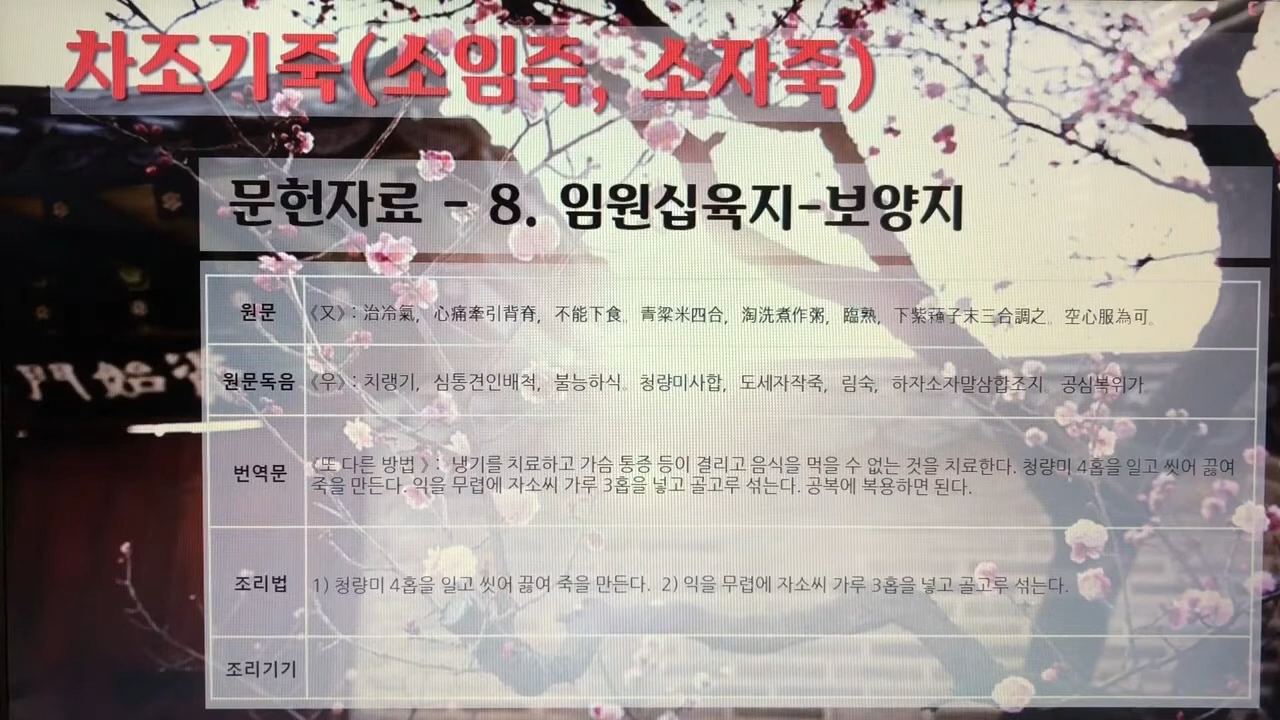 차조기죽(소임죽, 소자죽)
문헌자료 - 8. 임원십육지-보양지
원문 《又》: 治冷氣, 心痛牽引背脊, 不能下食. 青粱米四合, 淘洗煮作粥, 臨熟, 下紫蘓子末三合調之. 空心服為可.
원문독음 《우》: 치랭기, 심통견인배척, 불능하식. 청량미사합, 도세자작죽, 림숙, 하자소자말삼합조지. 공심복위가.
번역문 《또 다른 방법 》: 냉기를 치료하고 가슴 통증 등이 결리고 음식을 먹을 수 없는 것을 치료한다. 청량미 4홉을 일고 씻어 끓여
죽을 만든다. 익을 무렵에 자소씨 가루 3홉을 넣고 골고루 섞는다. 공복에 복용하면 된다.
조리법 1) 청량미 4홉을 일고 씻어 끓여 죽을 만든다. 2) 익을 무렵에 자소씨 가루 3홉을 넣고 골고루 섞는다.
조리기기
門始